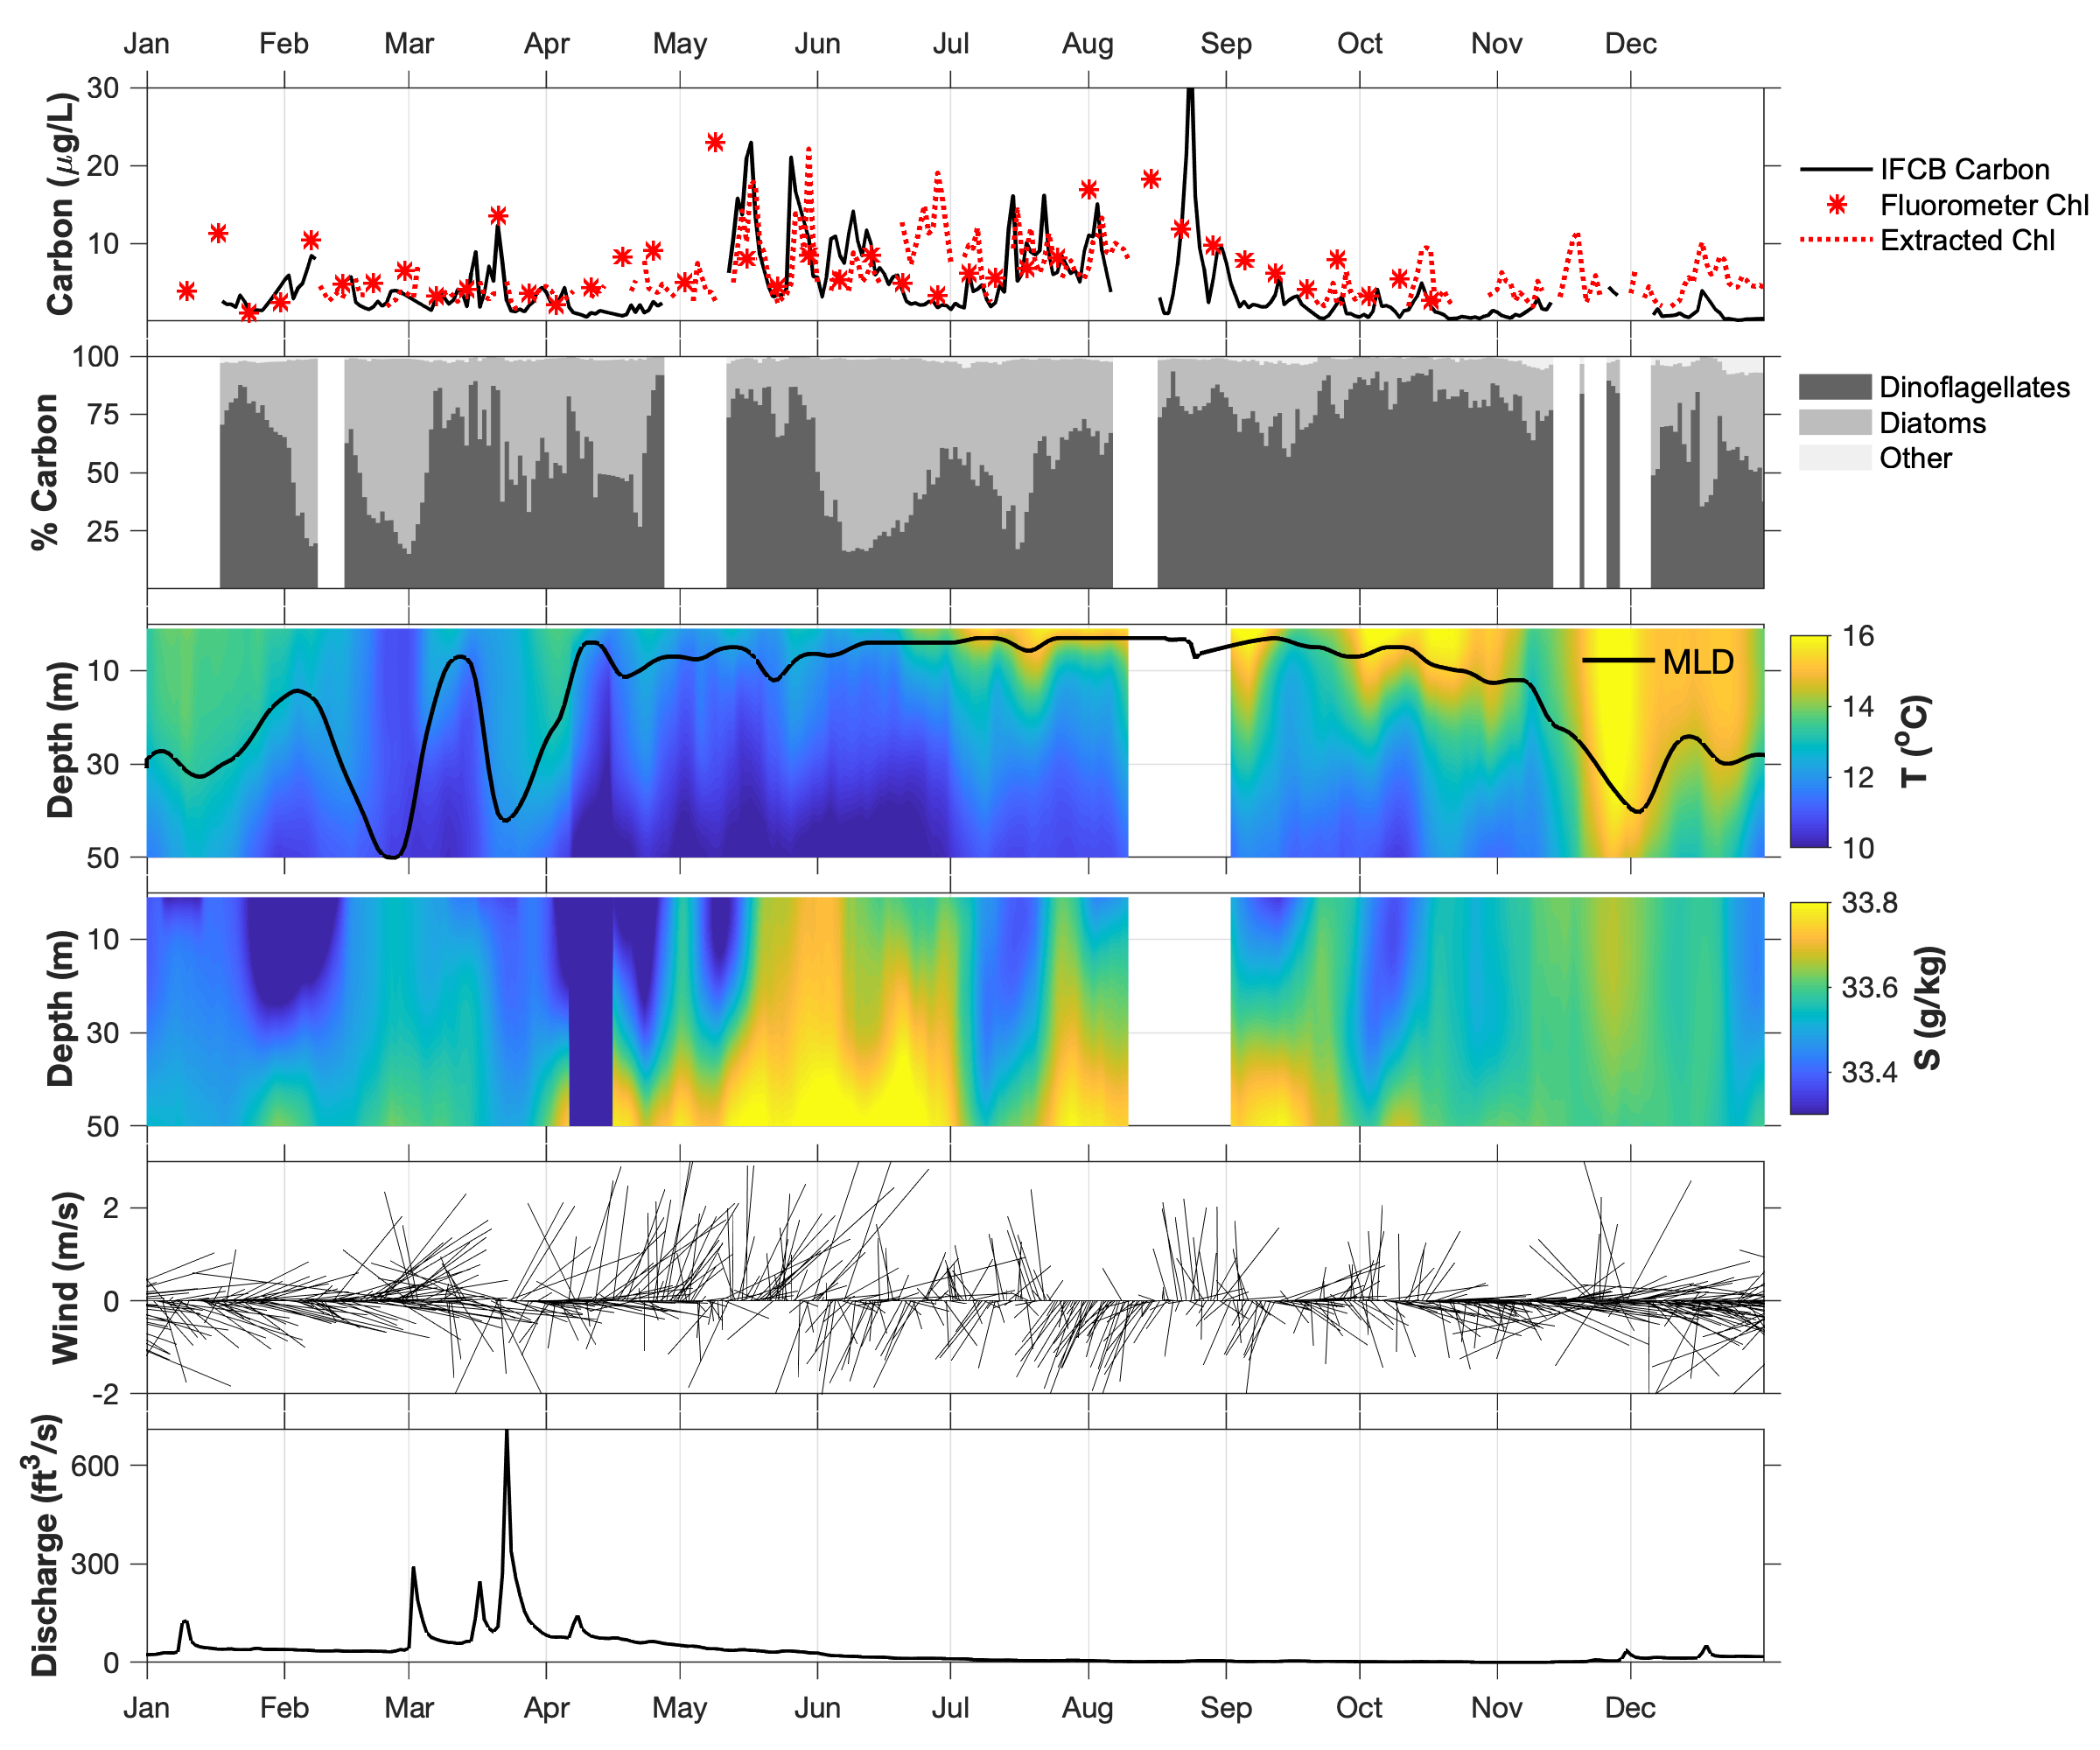 Jan Feb Mar Apr May Jun Jul Aug Sep Oct Nov Dec
Carbon (μg/L)
30
20
10
IFCB Carbon
Fluorometer Chl
Extracted Chl
% Carbon
100
75
50
25
Dinoflagellates
Diatoms
Other
Depth (m)
10
30
50
MLD
16
14
12
10
T (°C)
Depth (m)
10
30
50
33.8
33.6
33.4
S (g/kg)
Wind (m/s)
2
0
-2
Discharge (ft³/s)
600
300
0
Jan Feb Mar Apr May Jun Jul Aug Sep Oct Nov Dec